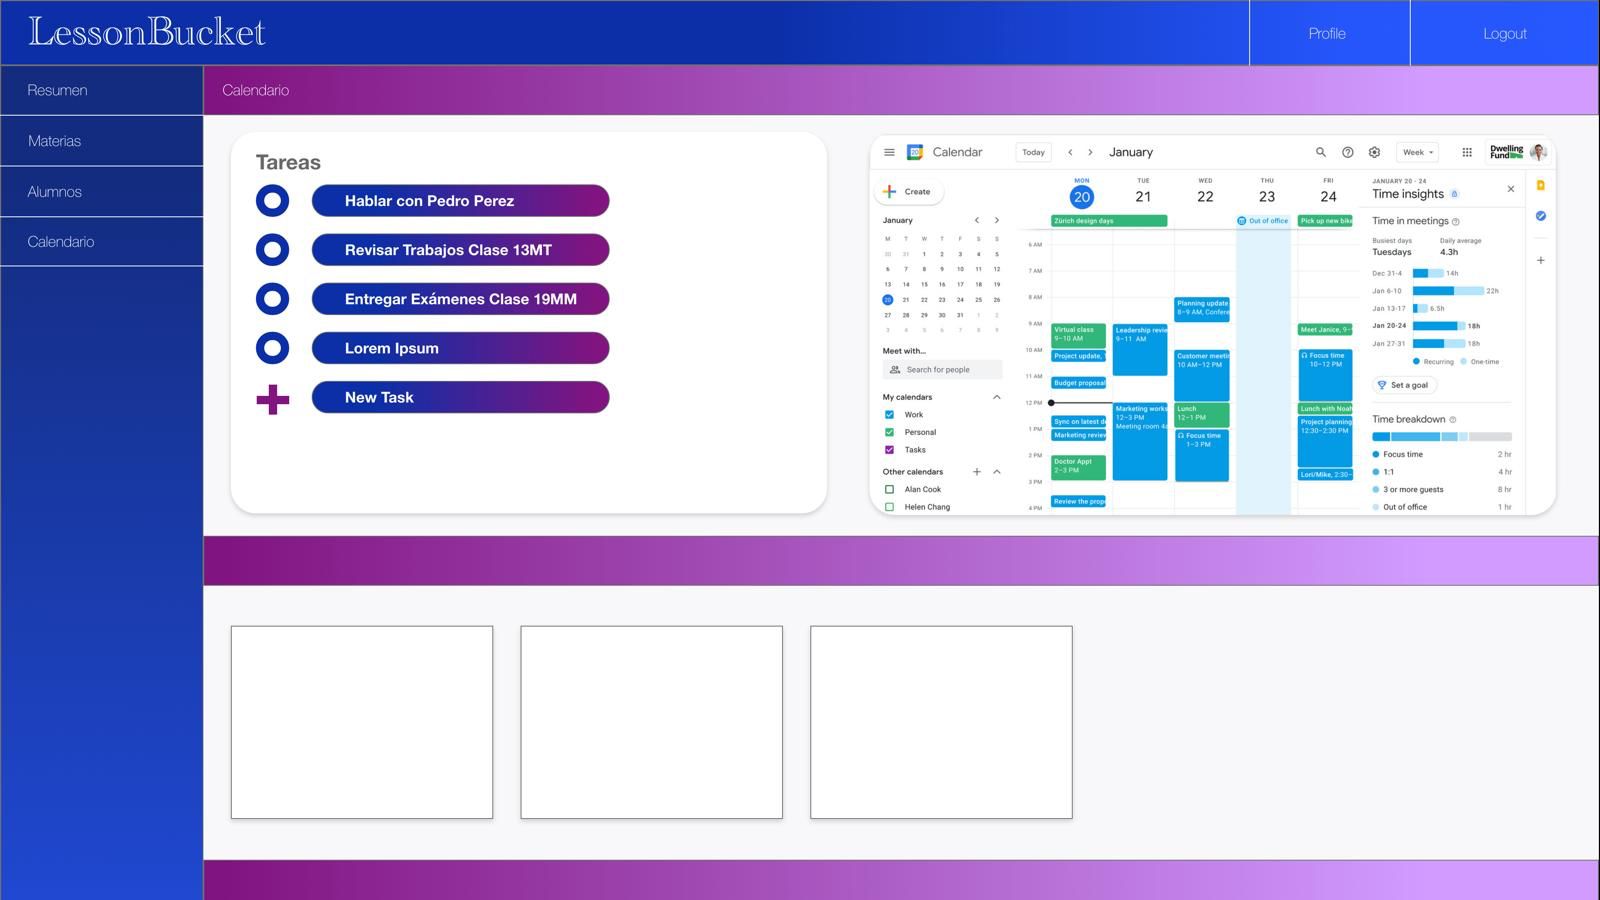 LessonBucket
Profile
Logout
Resumen
Materias
Alumnos
Calendario
Calendario
Tareas
Hablar con Pedro Perez
Revisar Trabajos Clase 13MT
Entregar Exámenes Clase 19MM
Lorem Ipsum
New Task
20
Calendar
Today
January
Week
Dwelling
Fund
Create
January
M T W T F S S
30 31 1 2 3 4 5
6 7 8 9 10 11 12
13 14 15 16 17 18 19
20 21 22 23 24 25 26
27 28 29 30 31 1 2
3 4 5 6 7 8 9
Meet with...
Search for people
My calendars
Work
Personal
Tasks
Other calendars
Alan Cook
Helen Chang
MON TUE WED THU FRI
20 21 22 23 24
Zürich design days
Out of office
Pick up new bike
6 AM
7 AM
8 AM
9 AM
10 AM
11 AM
12 PM
1 PM
2 PM
3 PM
4 PM
Virtual class
9–10 AM
Project update,
Budget proposal
Sync on latest d
Marketing review
Doctor Appt
2–3 PM
Review the prop
Leadership revie
9–11 AM
Marketing works
12–3 PM
Meeting room 4
Planning update
8–9 AM, Confere
Customer meetin
10 AM–12 PM
Lunch
12–1 PM
Focus time
1–3 PM
Meet Janice, 9–
Focus time
10–12 PM
Lunch with Noah
Project planning
12:30–2:30 PM
Lori/Mike, 2:30–
JANUARY 20 - 24
Time insights
Time in meetings
Busiest days
Daily average
Tuesdays
4.3h
Dec 31-4 14h
Jan 6-10 22h
Jan 13-17 6.5h
Jan 20-24 18h
Jan 27-31 18h
Recurring One-time
Set a goal
Time breakdown
Focus time 2 hr
1:1 4 hr
3 or more guests 8 hr
Out of office 1 hr